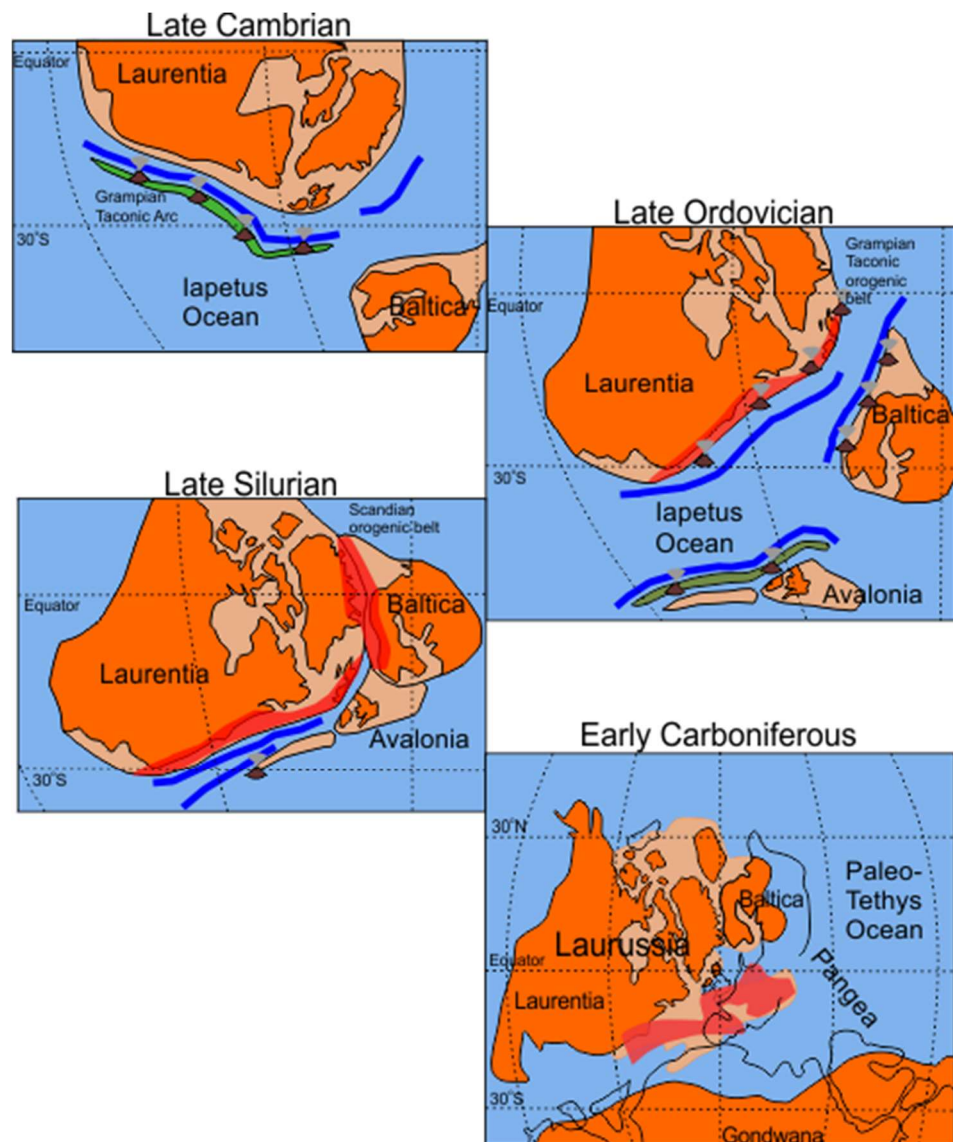 Late Cambrian
Equator
Laurentia
Grampian
Taconic Arc
30°S
Iapetus
Ocean
Baltica
Late Ordovician
Grampian
Taconic
orogenic
belt
Equator
Laurentia
Baltica
30°S
Iapetus
Ocean
Avalonia
Late Silurian
Scandian
orogenic belt
Equator
Baltica
Laurentia
Avalonia
30°S
Early Carboniferous
30°N
Baltica
Paleo-
Tethys
Ocean
Laurussia
Equator
Laurentia
Pangea
30°S
Gondwana